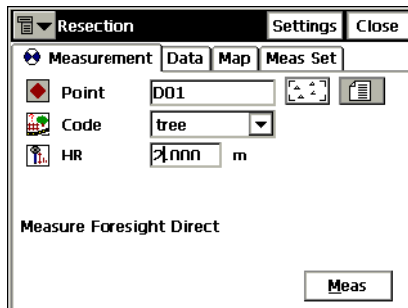 Resection Settings Close
Measurement Data Map Meas Set
Point D01
Code tree
HR 2.000 m
Measure Foresight Direct
Meas